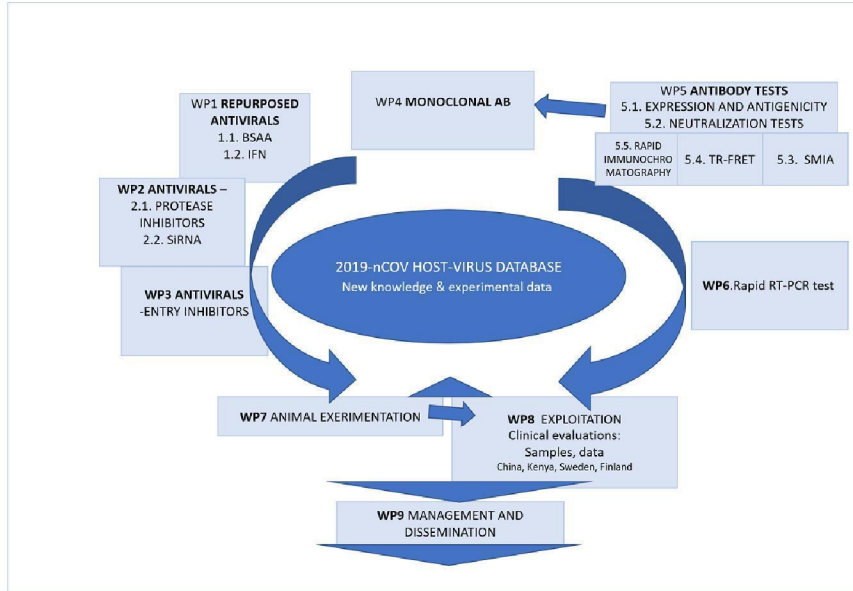 WP1 REPURPOSED
ANTIVIRALS
1.1. BSAA
1.2. IFN
WP4 MONOCLONAL AB
WP5 ANTIBODY TESTS
5.1. EXPRESSION AND ANTIGENICITY
5.2. NEUTRALIZATION TESTS
5.5. RAPID
IMMUNOCHRO
MATOGRAPHY
5.4. TR-FRET
5.3. SMIA
WP2 ANTIVIRALS –
2.1. PROTEASE
INHIBITORS
2.2. SiRNA
WP3 ANTIVIRALS
-ENTRY INHIBITORS
2019-nCOV HOST-VIRUS DATABASE
New knowledge & experimental data
WP6.Rapid RT-PCR test
WP7 ANIMAL EXERIMENTATION
WP8 EXPLOITATION
Clinical evaluations:
Samples, data
China, Kenya, Sweden, Finland
WP9 MANAGEMENT AND
DISSEMINATION